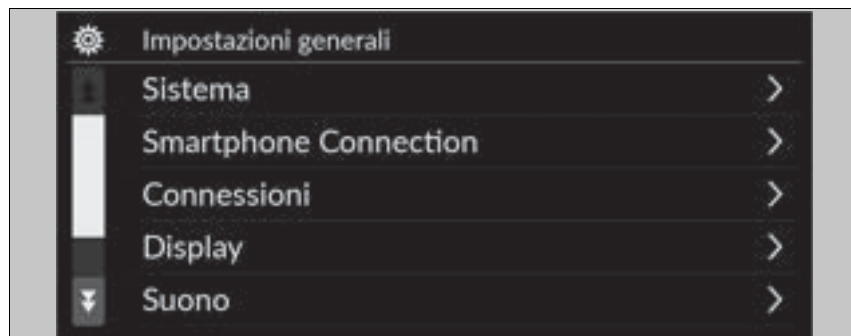 Impostazioni generali
Sistema
Smartphone Connection
Connessioni
Display
Suono